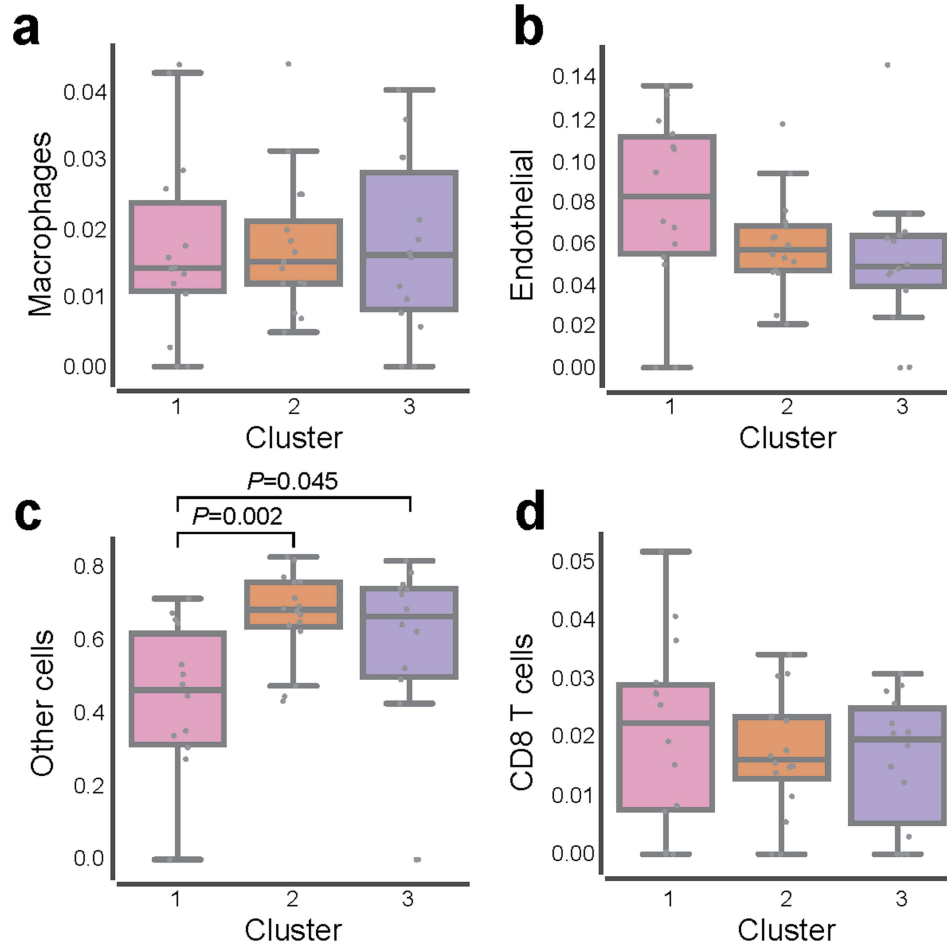 a
Macrophages
0.04
0.03
0.02
0.01
0.00
1 2 3
Cluster
b
Endothelial
0.14
0.12
0.10
0.08
0.06
0.04
0.02
0.00
1 2 3
Cluster
c
P=0.045
P=0.002
Other cells
0.8
0.6
0.4
0.2
0.0
1 2 3
Cluster
d
CD8 T cells
0.05
0.04
0.03
0.02
0.01
0.00
1 2 3
Cluster